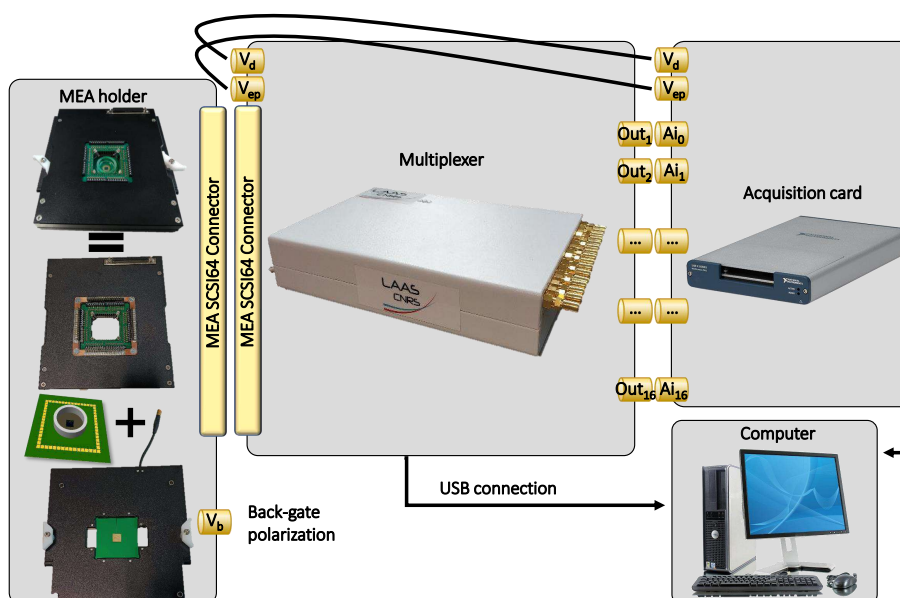 MEA holder
MEA SCSI64 Connector
MEA SCSI64 Connector
Vd
Vep
Multiplexer
LAAS
CNRS
LAAS
CNRS
Vd
Vep
Out1 Ai0
Out2 Ai1
... ...
... ...
Out16 Ai16
Acquisition card
Vb
Back-gate
polarization
USB connection
Computer